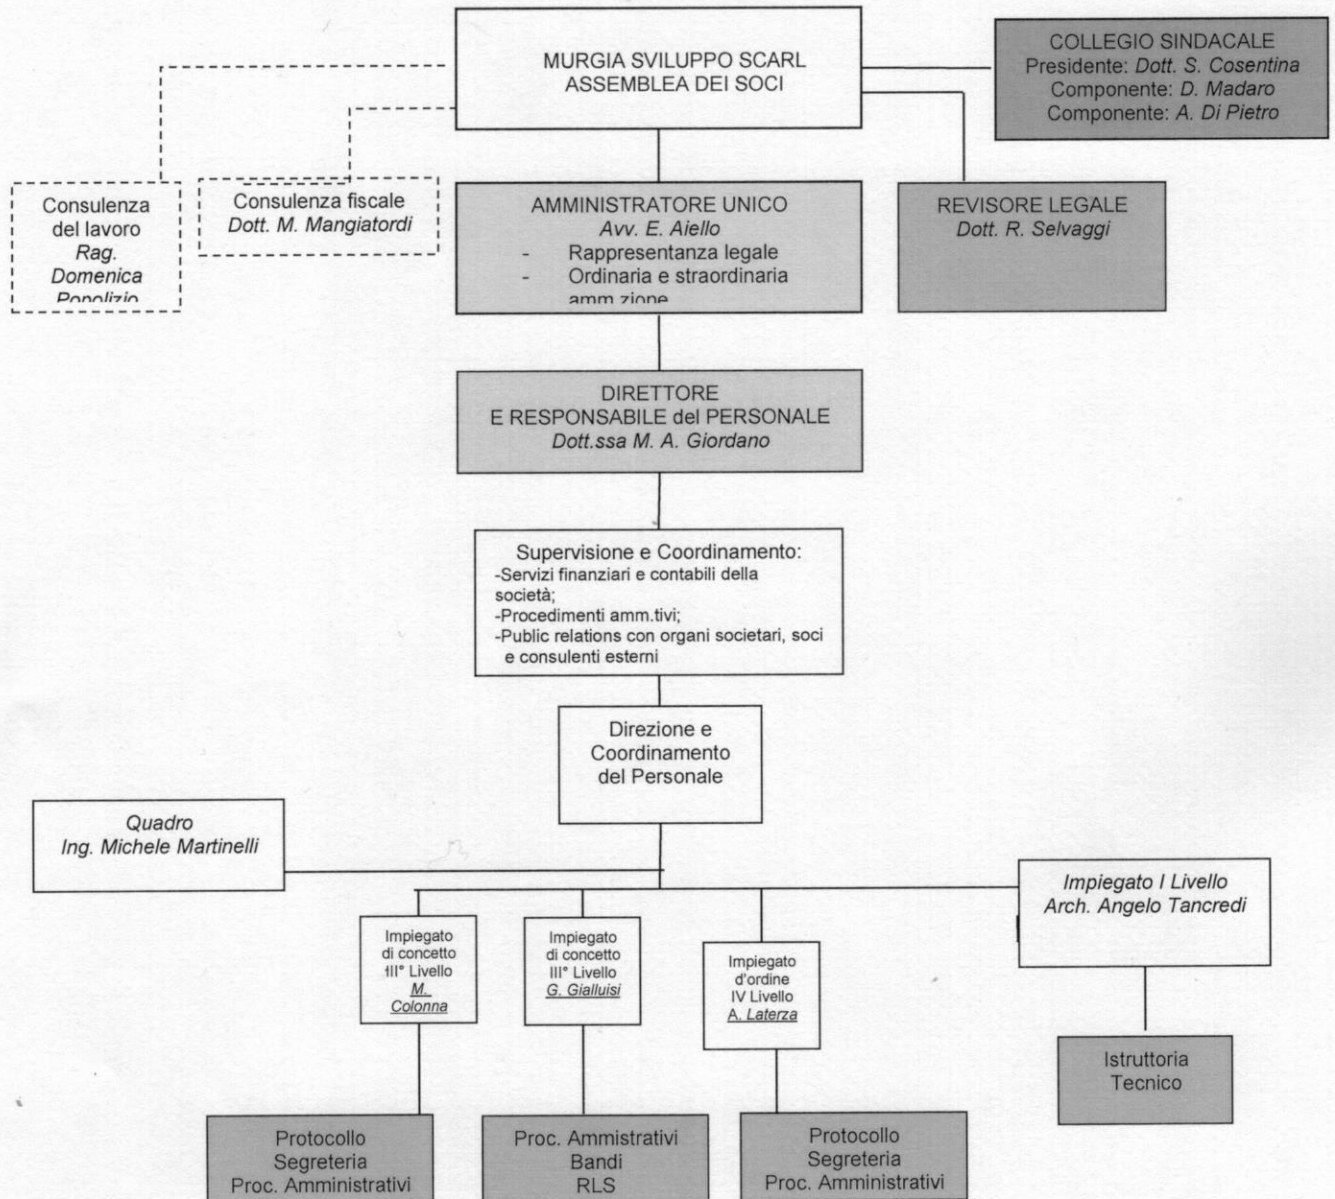 MURGIA SVILUPPO SCARL
ASSEMBLEA DEI SOCI
COLLEGIO SINDACALE
Presidente: Dott. S. Cosentina
Componente: D. Madaro
Componente: A. Di Pietro
Consulenza
del lavoro
Rag.
Domenica
Popolizio
Consulenza fiscale
Dott. M. Mangiatordi
AMMINISTRATORE UNICO
Avv. E. Aiello
- Rappresentanza legale
- Ordinaria e straordinaria
amm.zione
REVISORE LEGALE
Dott. R. Selvaggi
DIRETTORE
E RESPONSABILE del PERSONALE
Dott.ssa M. A. Giordano
Supervisione e Coordinamento:
-Servizi finanziari e contabili della
società;
-Procedimenti amm.tivi;
-Public relations con organi societari, soci
e consulenti esterni
Direzione e
Coordinamento
del Personale
Quadro
Ing. Michele Martinelli
Impiegato I Livello
Arch. Angelo Tancredi
Impiegato
di concetto
III° Livello
M.
Colonna
Impiegato
di concetto
III° Livello
G. Giallusi
Impiegato
d'ordine
IV Livello
A. Laterza
Istruttoria
Tecnico
Protocollo
Segreteria
Proc. Amministrativi
Proc. Ammistrativi
Bandi
RLS
Protocollo
Segreteria
Proc. Amministrativi